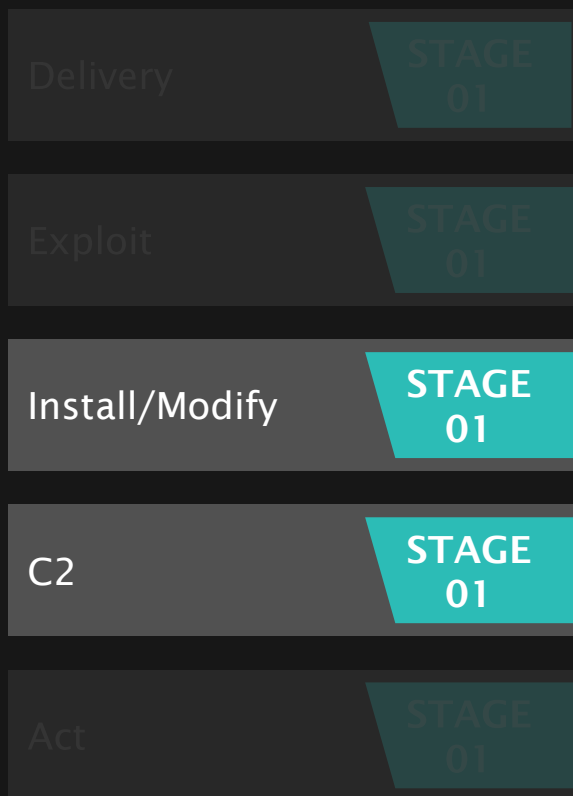 Delivery
STAGE
01
Exploit
STAGE
01
Install/Modify
STAGE
01
C2
STAGE
01
Act
STAGE
01